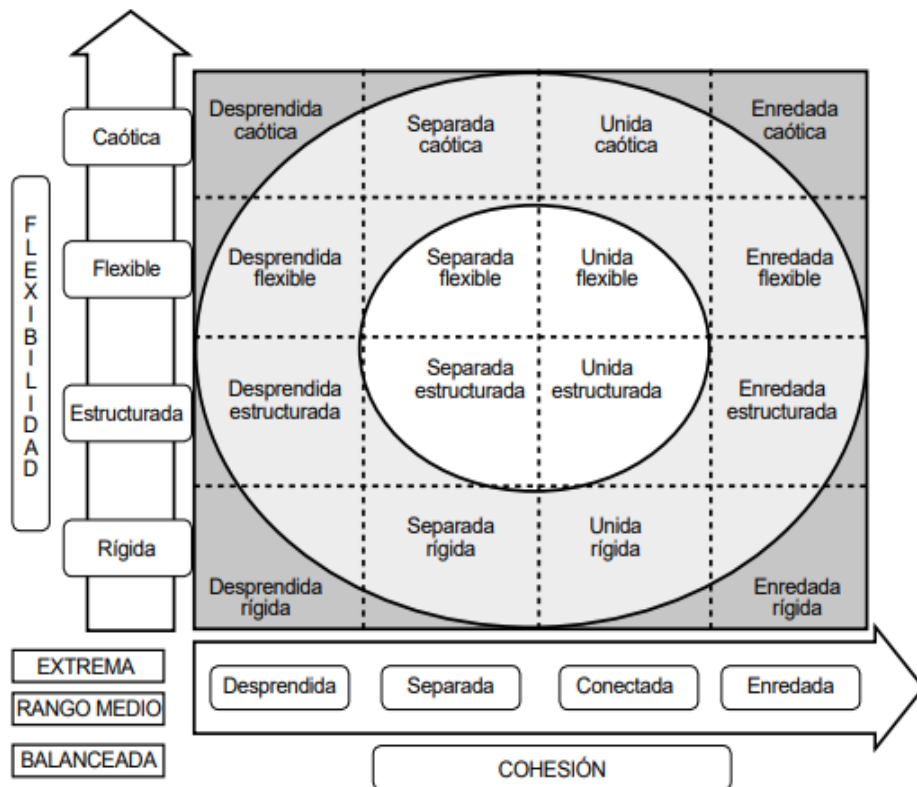 Caótica
Desprendida
caótica
Separada
caótica
Unida
caótica
Enredada
caótica
FLEXIBILIDAD
Flexible
Desprendida
flexible
Separada
flexible
Unida
flexible
Enredada
flexible
Estructurada
Desprendida
estructurada
Separada
estructurada
Unida
estructurada
Enredada
estructurada
Rígida
Desprendida
rígida
Separada
rígida
Unida
rígida
Enredada
rígida
EXTREMA
RANGO MEDIO
BALANCEADA
Desprendida
Separada
Conectada
Enredada
COHESIÓN